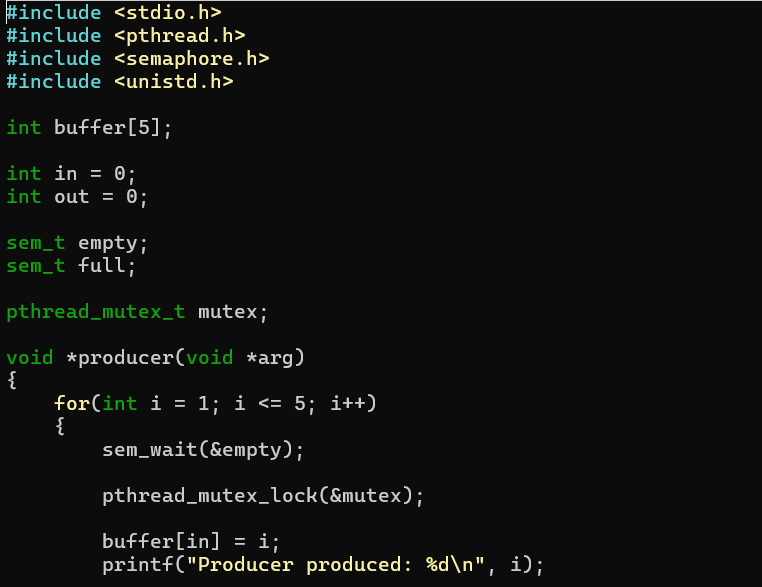 #include <stdio.h>
#include <pthread.h>
#include <semaphore.h>
#include <unistd.h>

int buffer[5];

int in = 0;
int out = 0;

sem_t empty;
sem_t full;

pthread_mutex_t mutex;

void *producer(void *arg)
{
    for(int i = 1; i <= 5; i++)
    {
        sem_wait(&empty);

        pthread_mutex_lock(&mutex);

        buffer[in] = i;
        printf("Producer produced: %d\n", i);